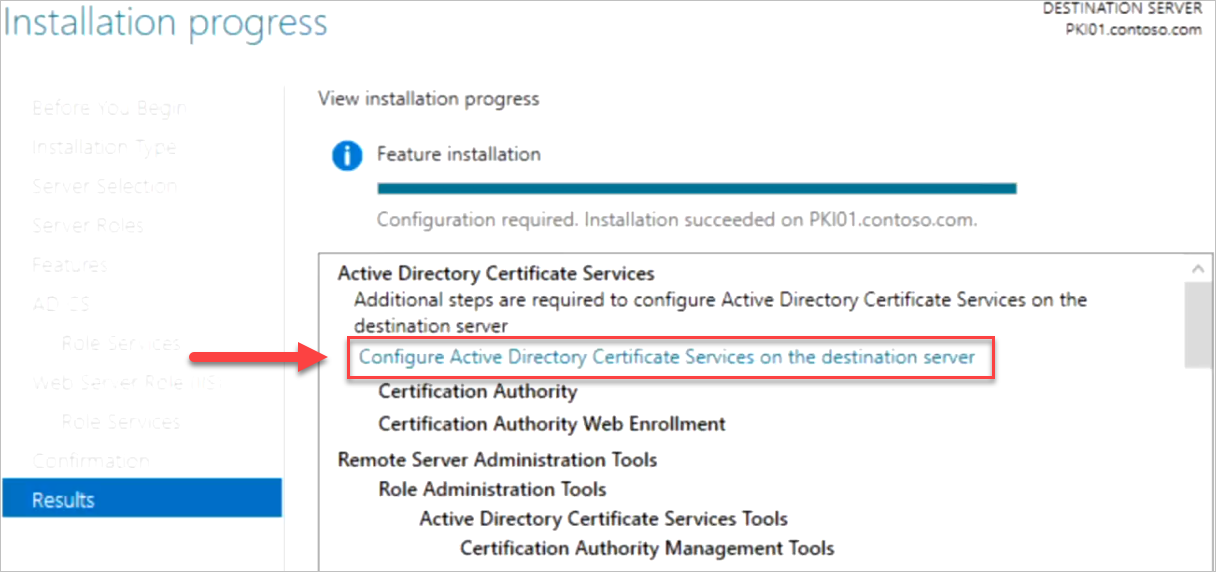 Installation progress
DESTINATION SERVER
PKI01.contoso.com
Before You Begin
Installation Type
Server Selection
Server Roles
Features
AD CS
Role Services
Web Server Role IIS
Role Services
Confirmation
Results
View installation progress
Feature installation
Configuration required. Installation succeeded on PKI01.contoso.com.
Active Directory Certificate Services
Additional steps are required to configure Active Directory Certificate Services on the
destination server
Configure Active Directory Certificate Services on the destination server
Certification Authority
Certification Authority Web Enrollment
Remote Server Administration Tools
Role Administration Tools
Active Directory Certificate Services Tools
Certification Authority Management Tools